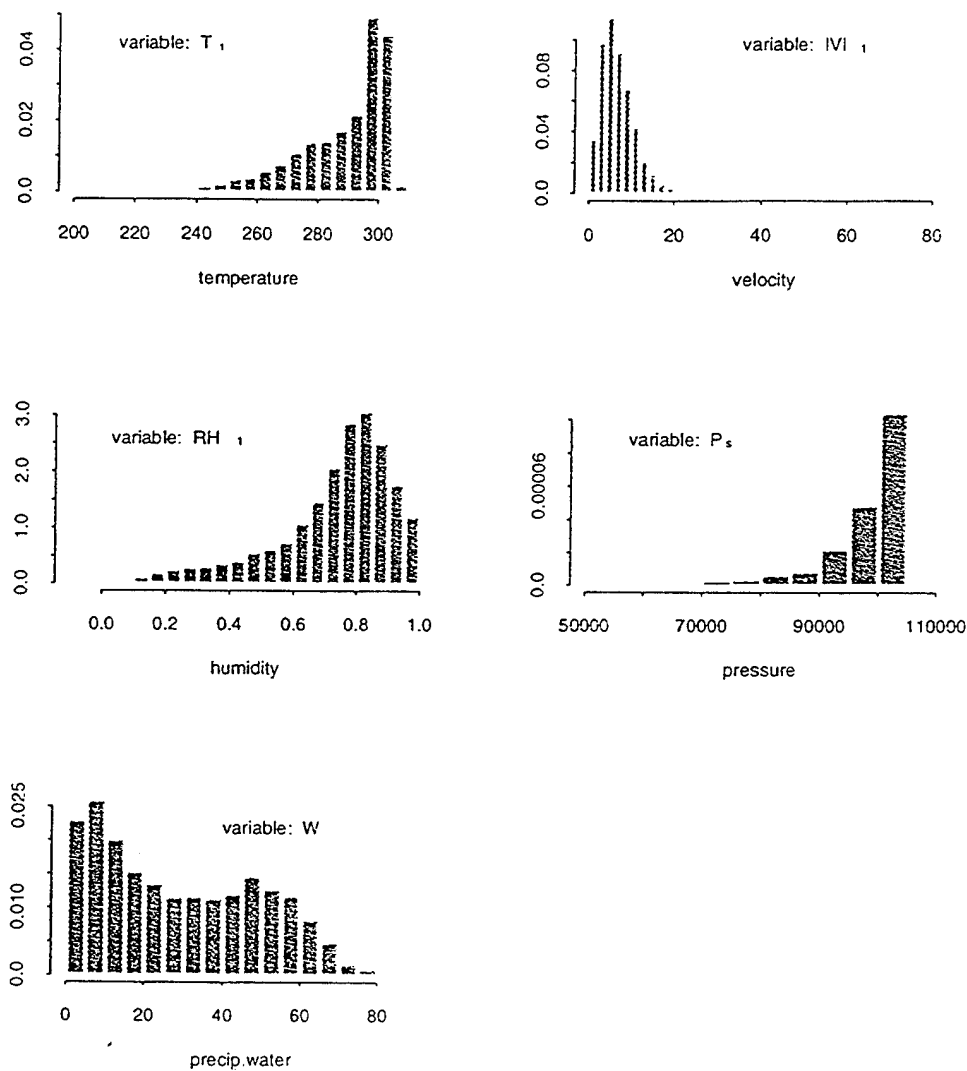 variable: T 1
0.04
0.02
0.0
200 220 240 260 280 300
temperature
variable: IVI 1
0.08
0.04
0.0
0 20 40 60 80
velocity
variable: RH 1
3.0
2.0
1.0
0.0
0.0 0.2 0.4 0.6 0.8 1.0
humidity
variable: P s
0.00006
0.0
50000 70000 90000 110000
pressure
variable: W
0.025
0.010
0.0
0 20 40 60 80
precip.water